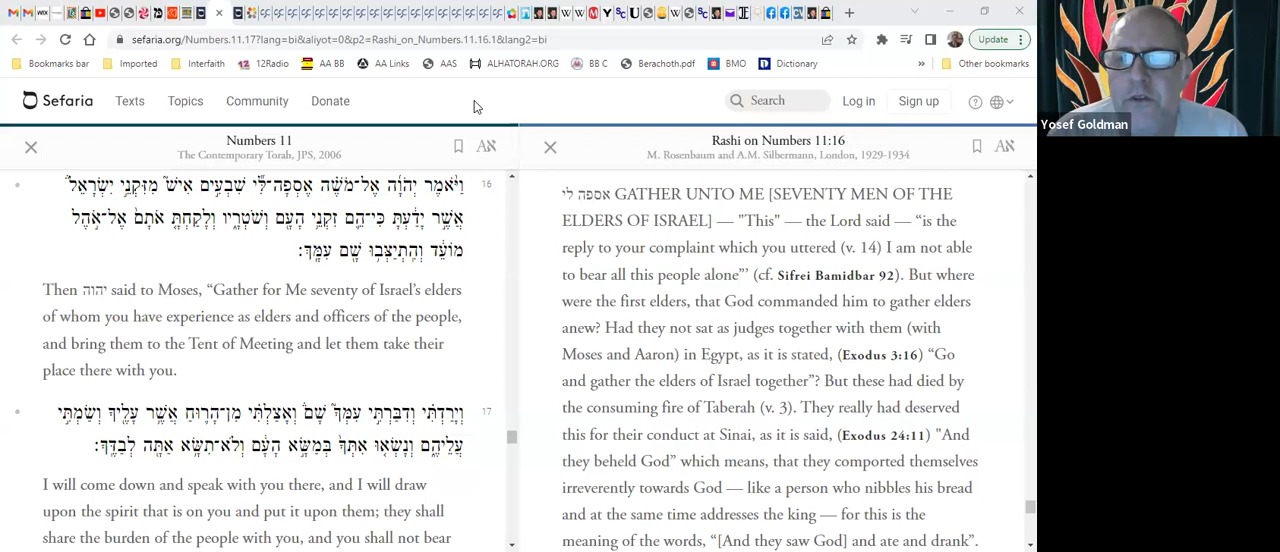 WIX
sefaria.org/Numbers.11.17?lang=bi&aliyot=0&p2=Rashi_on_Numbers.11.16.1&lang2=bi
Update
Bookmarks bar Imported Interfaith 12Radio AA BB AA Links AAS ALHATORAH.ORG BB C Berachoth.pdf BMO Dictionary » Other bookmarks
Sefaria Texts Topics Community Donate Search Log in Sign up
Yosef Goldman
Numbers 11
The Contemporary Torah, JPS, 2006
16
וַיֹּאמֶר יְהֹוָה אֶל־מֹשֶׁה אֶסְפָה־לִּי שִׁבְעִים אִישׁ מִזִּקְנֵי יִשְׂרָאֵל
אֲשֶׁר יָדַעְתָּ כִּי־הֵם זִקְנֵי הָעָם וְשֹׁטְרָיו וְלָקַחְתָּ אֹתָם אֶל־אֹהֶל
מוֹעֵד וְהִתְיַצְּבוּ שָׁם עִמָּךְ׃
Then יהוה said to Moses, “Gather for Me seventy of Israel’s elders
of whom you have experience as elders and officers of the people,
and bring them to the Tent of Meeting and let them take their
place there with you.
17
וְיָרַדְתִּי וְדִבַּרְתִּי עִמְּךָ שָׁם וְאָצַלְתִּי מִן־הָרוּחַ אֲשֶׁר עָלֶיךָ וְשַׂמְתִּי
עֲלֵיהֶם וְנָשְׂאוּ אִתְּךָ בְּמַשָּׂא הָעָם וְלֹא־תִשָּׂא אַתָּה לְבַדֶּךָ׃
I will come down and speak with you there, and I will draw
upon the spirit that is on you and put it upon them; they shall
share the burden of the people with you, and you shall not bear
Rashi on Numbers 11:16
M. Rosenbaum and A.M. Silbermann, London, 1929-1934
אספה לי GATHER UNTO ME [SEVENTY MEN OF THE
ELDERS OF ISRAEL] — "This" — the Lord said — “is the
reply to your complaint which you uttered (v. 14) I am not able
to bear all this people alone”’ (cf. Sifrei Bamidbar 92). But where
were the first elders, that God commanded him to gather elders
anew? Had they not sat as judges together with them (with
Moses and Aaron) in Egypt, as it is stated, (Exodus 3:16) “Go
and gather the elders of Israel together”? But these had died by
the consuming fire of Taberah (v. 3). They really had deserved
this for their conduct at Sinai, as it is said, (Exodus 24:11) "And
they beheld God” which means, that they comported themselves
irreverently towards God — like a person who nibbles his bread
and at the same time addresses the king — for this is the
meaning of the words, “[And they saw God] and ate and drank”.